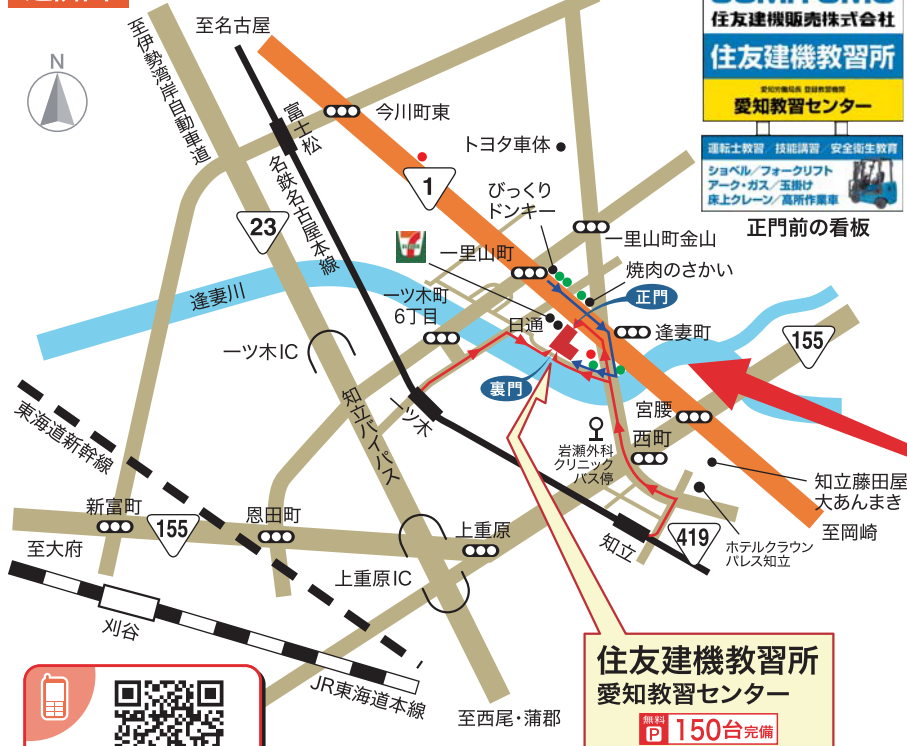 住友建機販売株式会社
住友建機教習所
愛知労働局長 登録教習機関
愛知教習センター
運転士教習／技能講習／安全衛生教育
ショベル／フォークリフト
アーク・ガス／玉掛け
床上クレーン／高所作業車
正門前の看板
至伊勢湾岸自動車道
至名古屋
N
富士松
今川町東
トヨタ車体
名鉄名古屋本線
1
びっくり
ドンキー
23
一里山町金山
一里山町
焼肉のさかい
正門
逢妻川
一ツ木町
6丁目
日通
逢妻町
155
一ツ木IC
裏門
知立バイパス
一ツ木
宮腰
西町
東海道新幹線
岩瀬外科
クリニック
バス停
知立藤田屋
大あんまき
新富町
155
恩田町
上重原
知立
419
至岡崎
至大府
ホテルクラウン
パレス知立
上重原IC
刈谷
JR東海道本線
至西尾・蒲郡
住友建機教習所
愛知教習センター
無料
P
150台完備